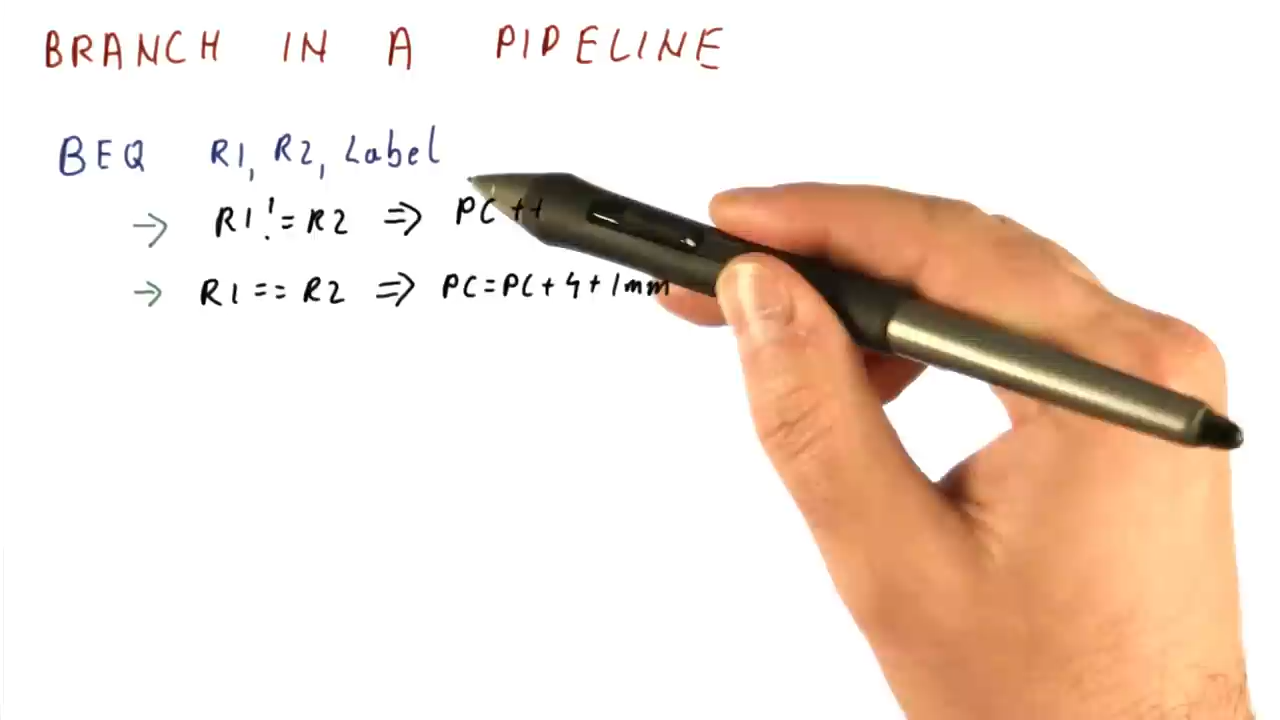 BRANCH IN A PIPELINE
BEQ R1, R2, Label
→ R1 != R2 ⇒ PC ++
→ R1 == R2 ⇒ PC = PC + 4 + Imm